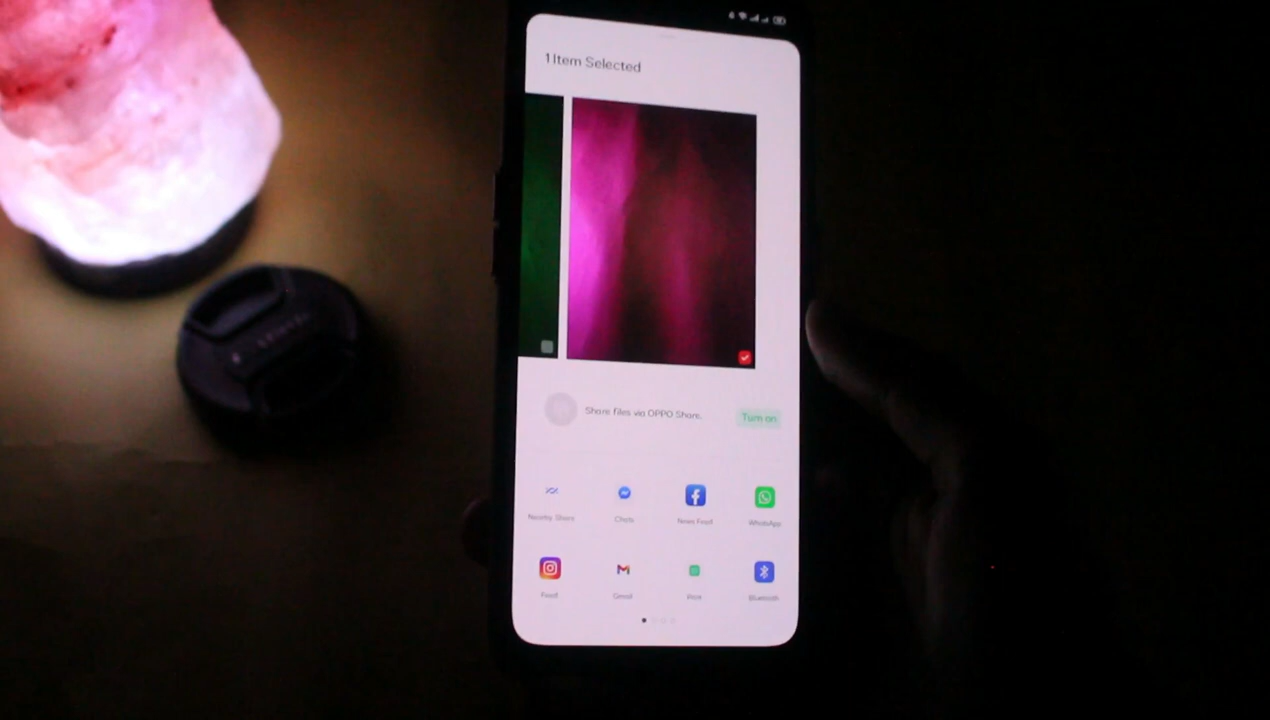 1 Item Selected
Share files via OPPO Share.
Turn on
Nearby Share
Chats
News Feed
WhatsApp
Feed
Gmail
Print
Bluetooth